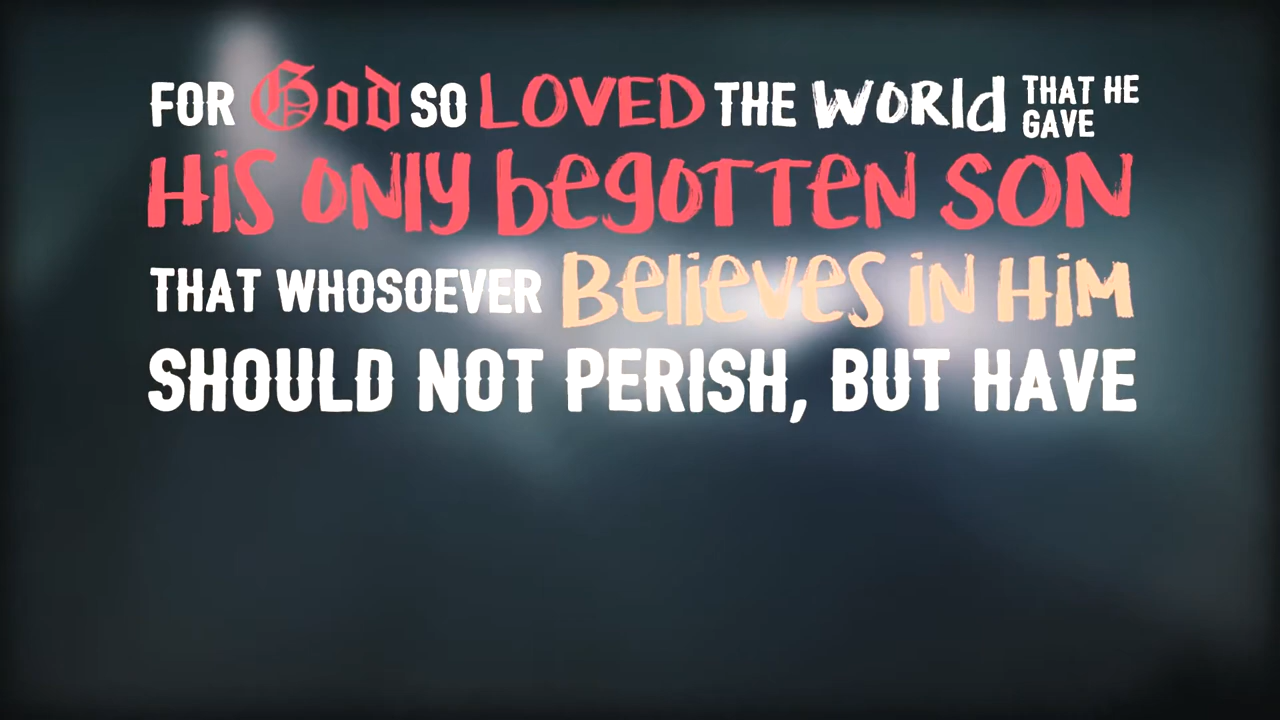 FOR God SO LOVED THE WORld THAT HE GAVE
HiS ONly begOTTEN SON
THAT WHOSOEVER BElieVES iN HiM
SHOULD NOT PERISH, BUT HAVE